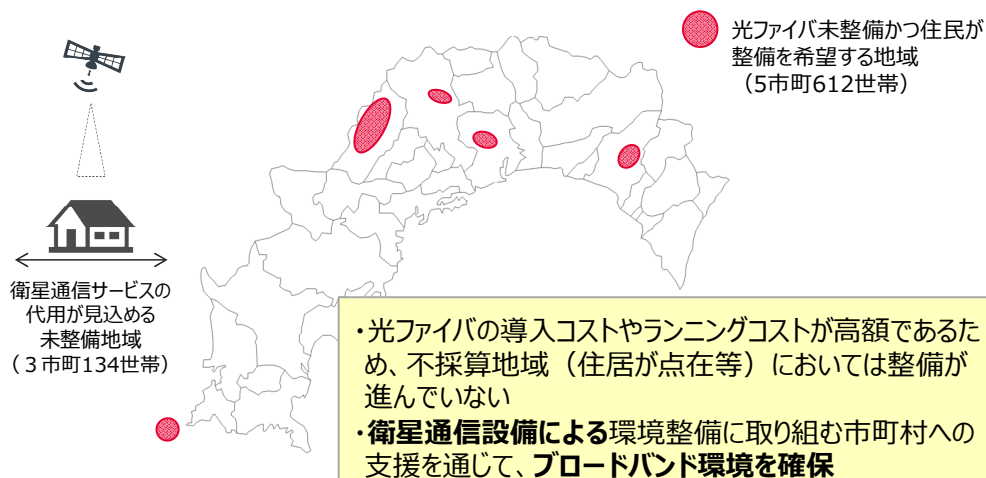 光ファイバ未整備かつ住民が
整備を希望する地域
（5市町612世帯）
衛星通信サービスの
代用が見込める
未整備地域
（３市町134世帯）
・光ファイバの導入コストやランニングコストが高額であるた
め、不採算地域（住居が点在等）においては整備が
進んでいない
・衛星通信設備による環境整備に取り組む市町村への
支援を通じて、ブロードバンド環境を確保